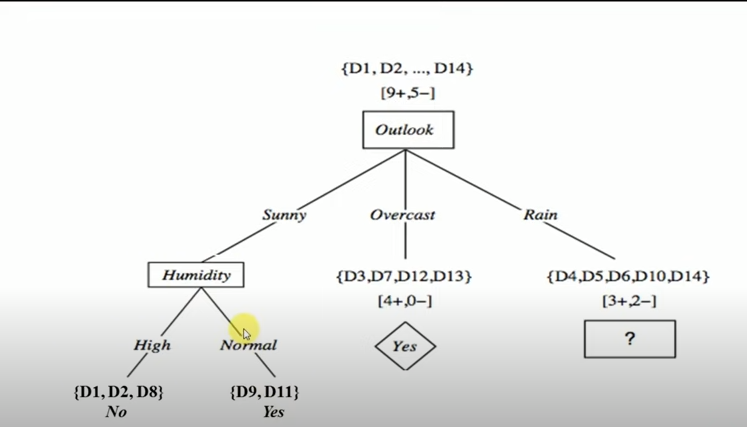 {D1, D2, ..., D14}
[9+,5−]
Outlook
Sunny
Overcast
Rain
Humidity
{D3,D7,D12,D13}
[4+,0−]
{D4,D5,D6,D10,D14}
[3+,2−]
Yes
?
High
Normal
{D1, D2, D8}
No
{D9, D11}
Yes